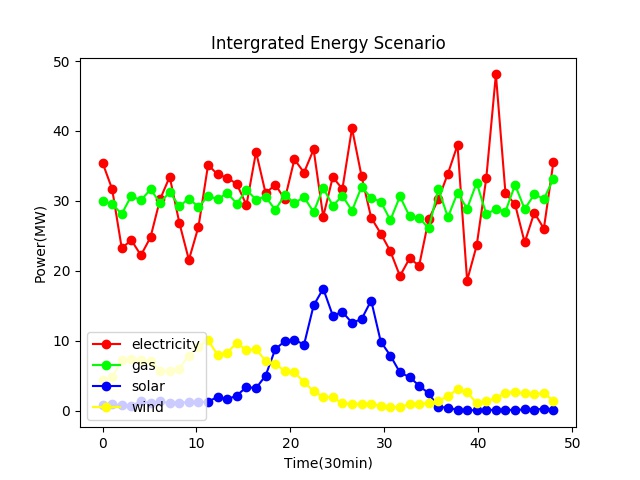 Intergrated Energy Scenario
Power(MW)
50
40
30
20
10
0
electricity
gas
solar
wind
0 10 20 30 40 50
Time(30min)